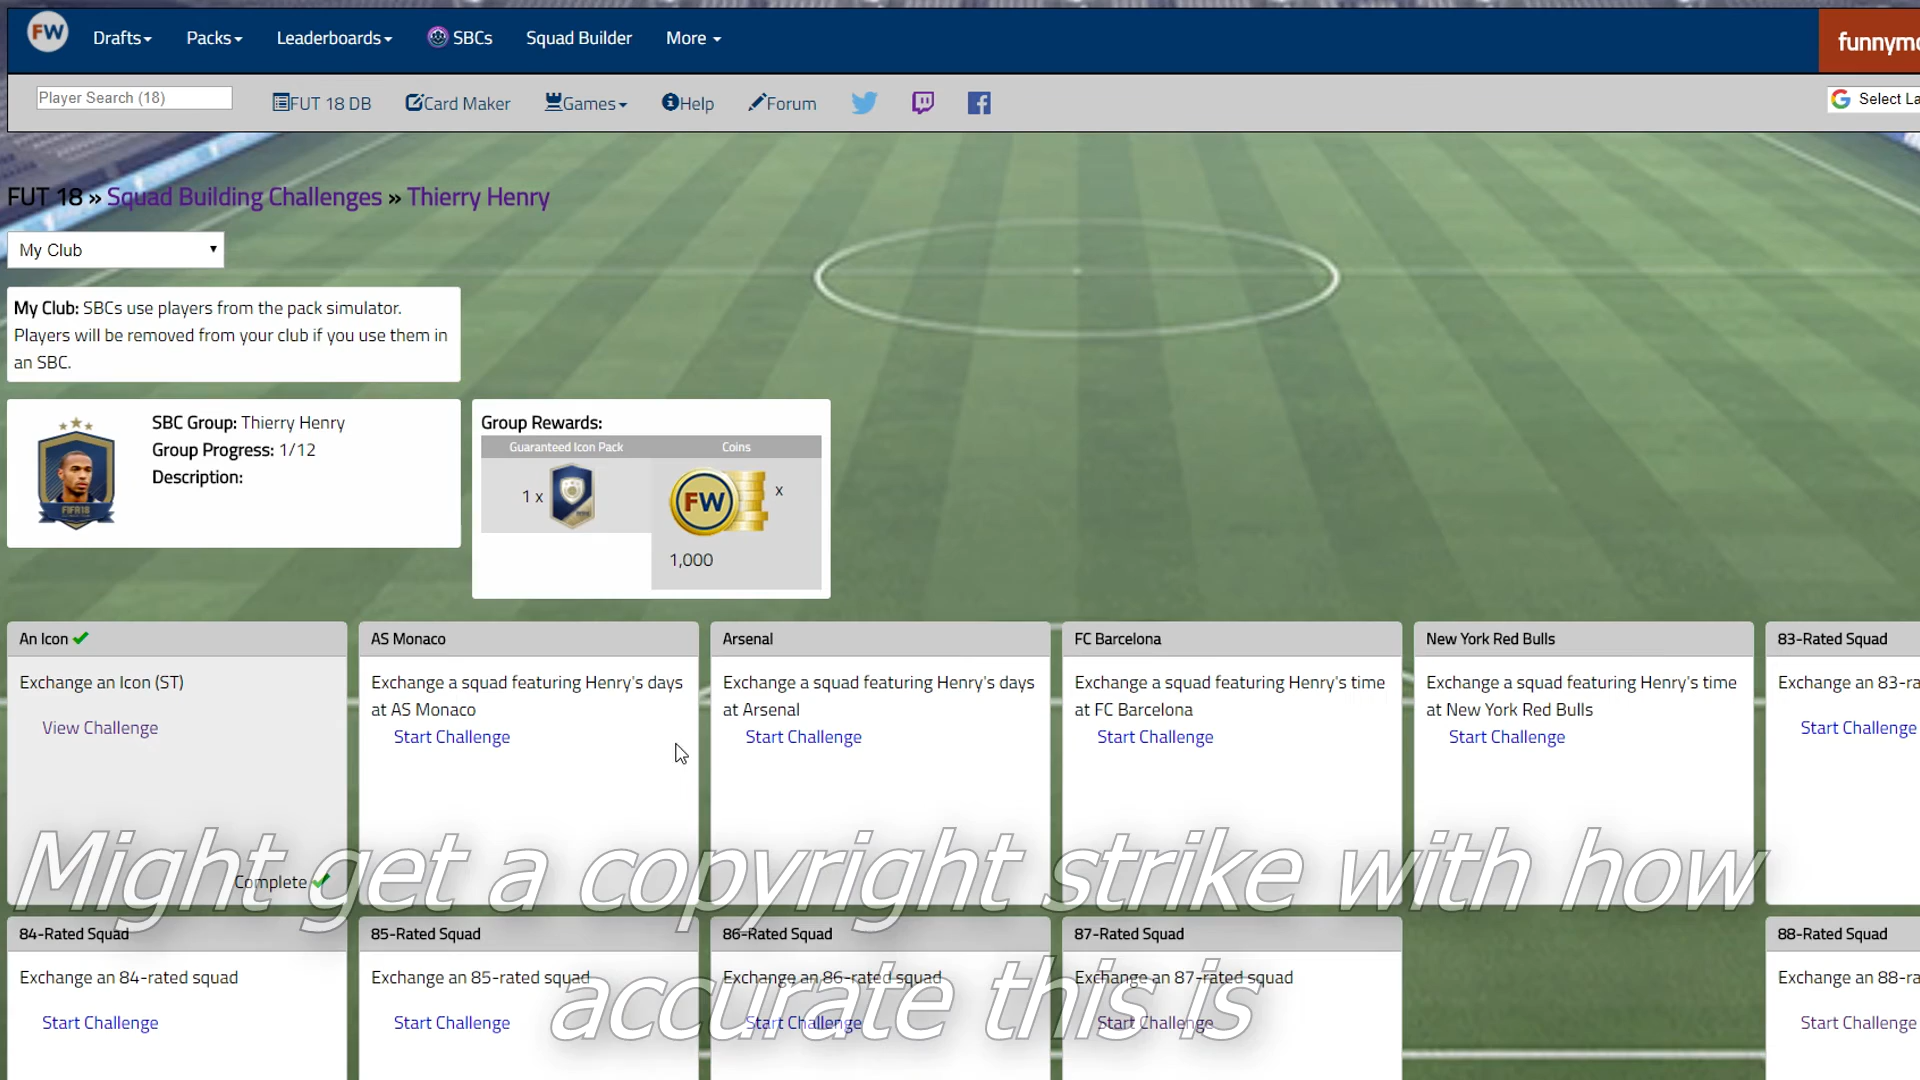 FW Drafts Packs Leaderboards SBCs Squad Builder More funnymo
Player Search (18) FUT 18 DB Card Maker Games Help Forum Select La
FUT 18 » Squad Building Challenges » Thierry Henry
My Club
My Club: SBCs use players from the pack simulator.
Players will be removed from your club if you use them in
an SBC.
SBC Group: Thierry Henry
Group Progress: 1/12
Description:
FIFA18
Group Rewards:
Guaranteed Icon Pack Coins
1 x
FW x
1,000
An Icon
Exchange an Icon (ST)
View Challenge
Complete
AS Monaco
Exchange a squad featuring Henry's days
at AS Monaco
Start Challenge
Arsenal
Exchange a squad featuring Henry's days
at Arsenal
Start Challenge
FC Barcelona
Exchange a squad featuring Henry's time
at FC Barcelona
Start Challenge
New York Red Bulls
Exchange a squad featuring Henry's time
at New York Red Bulls
Start Challenge
83-Rated Squad
Exchange an 83-ra
Start Challenge
84-Rated Squad
Exchange an 84-rated squad
Start Challenge
85-Rated Squad
Exchange an 85-rated squad
Start Challenge
86-Rated Squad
Exchange an 86-rated squad
Start Challenge
87-Rated Squad
Exchange an 87-rated squad
Start Challenge
88-Rated Squad
Exchange an 88-ra
Start Challenge
Might get a copyright strike with how
accurate this is